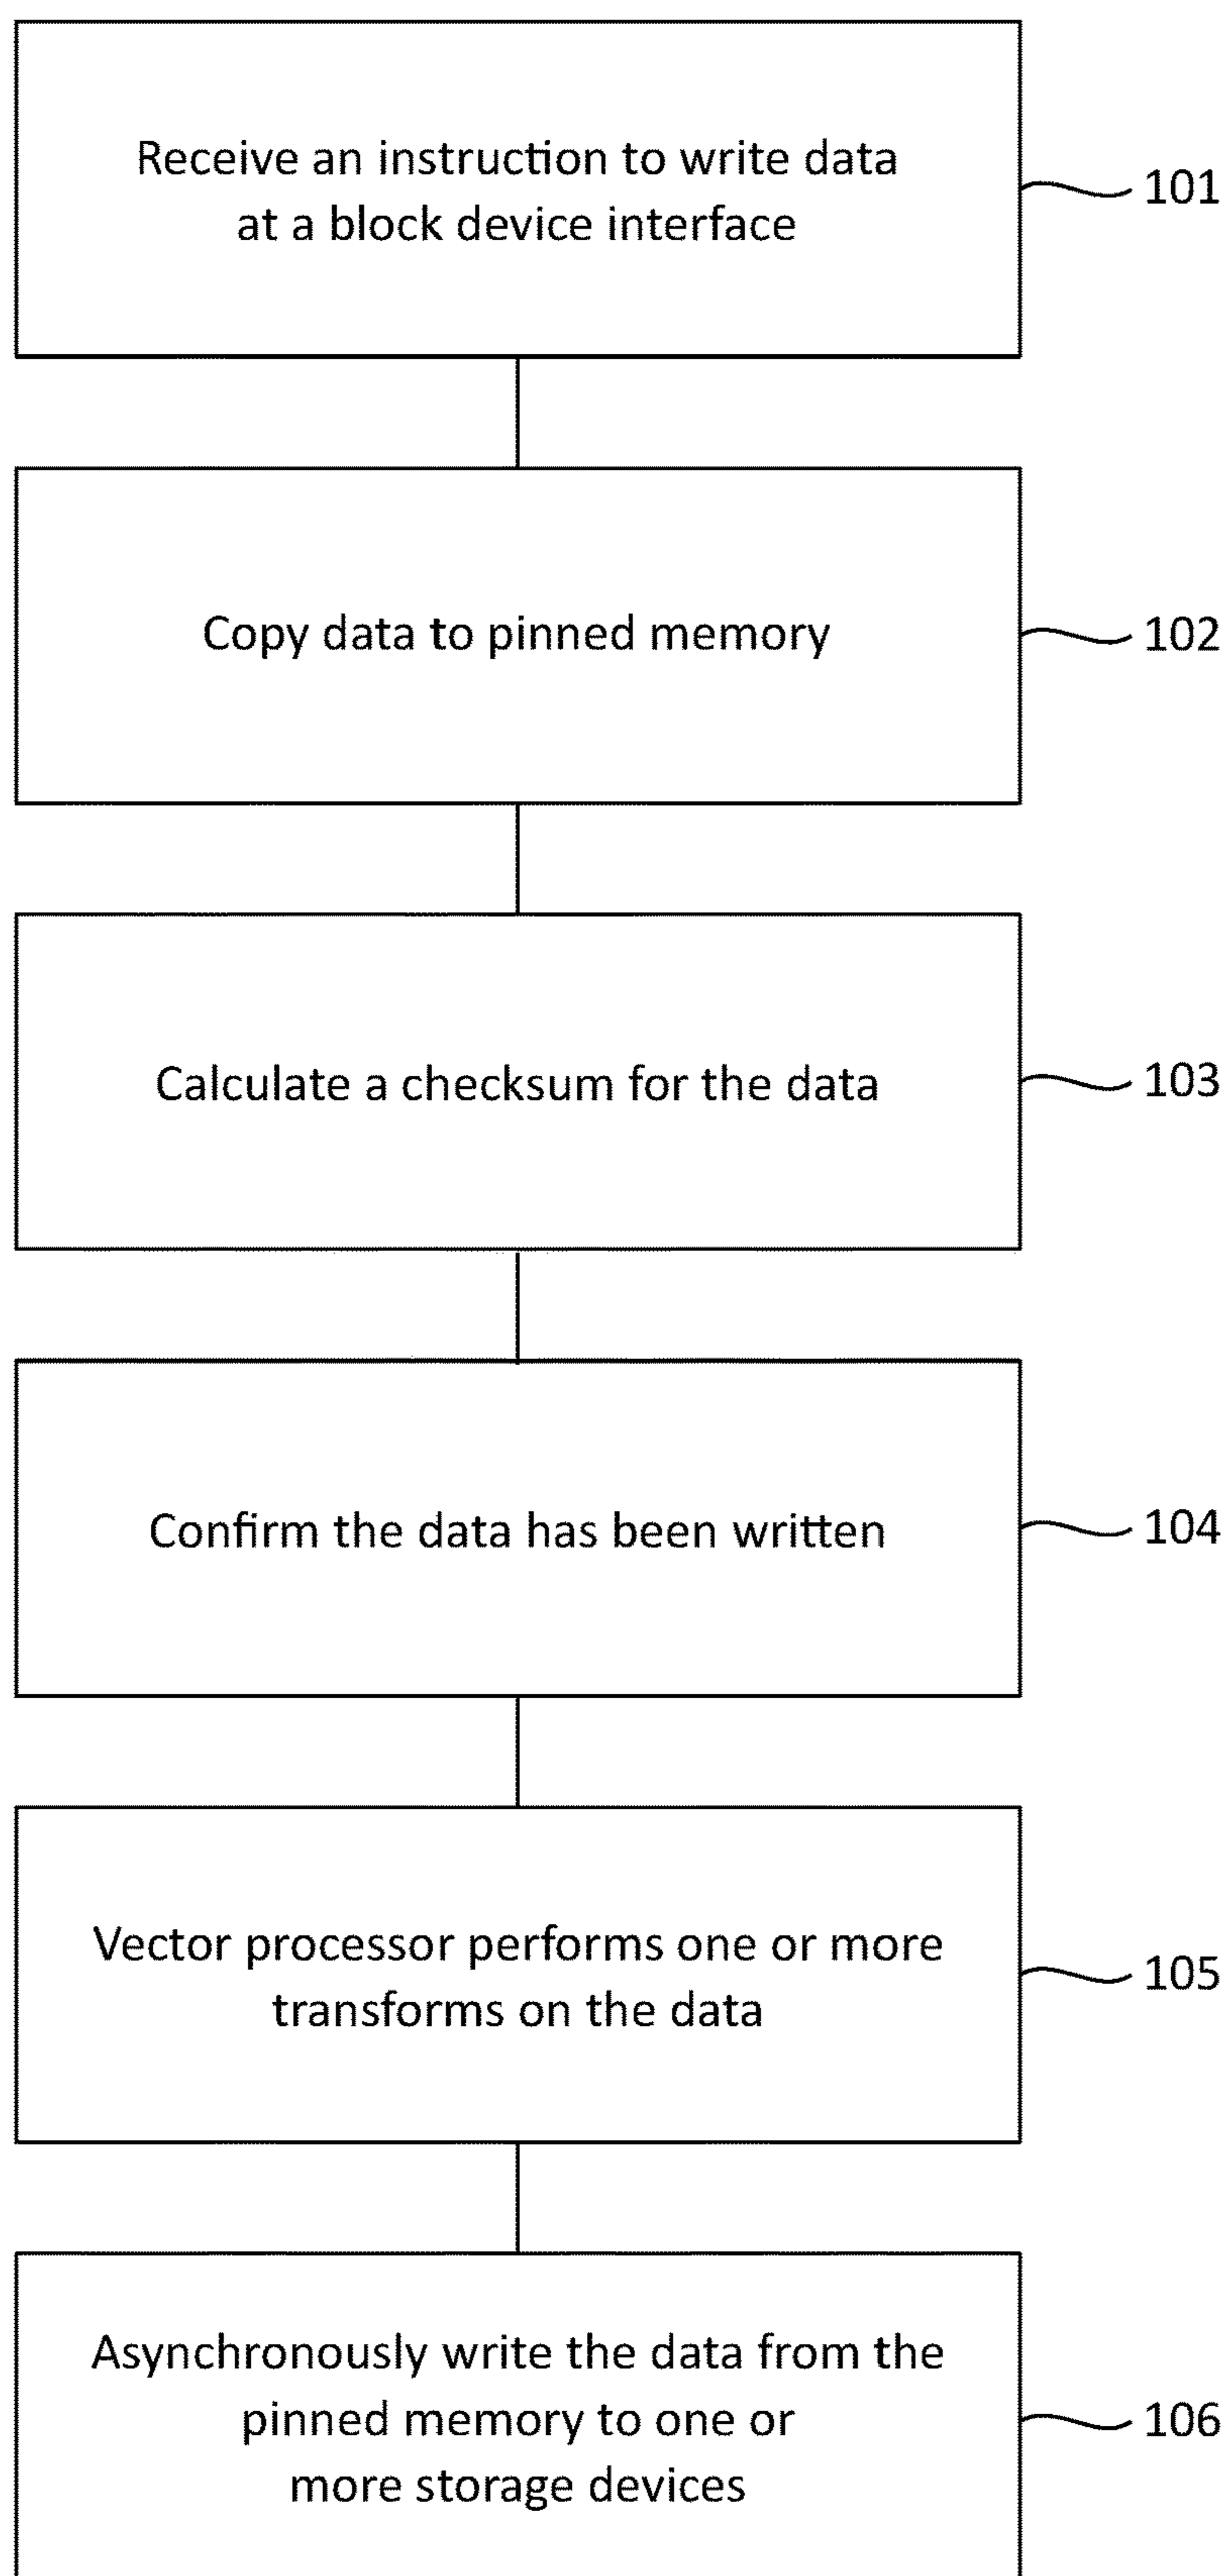 Receive an instruction to write data
at a block device interface
101
Copy data to pinned memory
102
Calculate a checksum for the data
103
Confirm the data has been written
104
Vector processor performs one or more
transforms on the data
105
Asynchronously write the data from the
pinned memory to one or
more storage devices
106